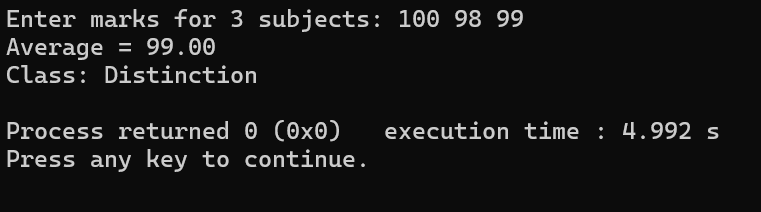 Enter marks for 3 subjects: 100 98 99
Average = 99.00
Class: Distinction
Process returned 0 (0x0)   execution time : 4.992 s
Press any key to continue.